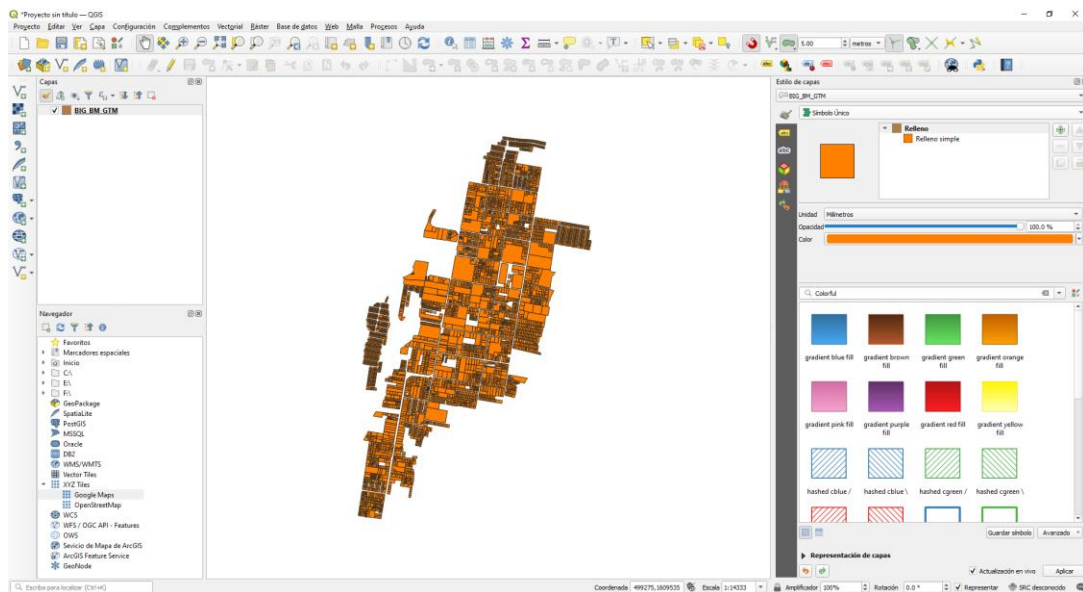 *Proyecto sin título — QGIS
Proyecto Editar Ver Capa Configuración Complementos Vectorial Ráster Base de datos Web Malla Procesos Ayuda
5.00 metros
Capas
BIG_BM_GTM
Navegador
Favoritos
Marcadores espaciales
Inicio
C:\
E:\
F:\
GeoPackage
SpatiaLite
PostGIS
MSSQL
Oracle
DB2
WMS/WMTS
Vector Tiles
XYZ Tiles
Google Maps
OpenStreetMap
WCS
WFS / OGC API - Features
OWS
Sevicio de Mapa de ArcGIS
ArcGIS Feature Service
GeoNode
Estilo de capas
BIG_BM_GTM
Símbolo Único
Relleno
Relleno simple
Unidad Milímetros
Opacidad 100.0 %
Color
Colorful
gradient blue fill gradient brown fill gradient green fill gradient orange fill
gradient pink fill gradient purple fill gradient red fill gradient yellow fill
hashed cblue / hashed cblue \ hashed cgreen / hashed cgreen \
Guardar símbolo Avanzado
Representación de capas
Actualización en vivo Aplicar
Escriba para localizar (Ctrl+K) Coordenada 499275,1609535 Escala 1:14333 Amplificador 100% Rotación 0.0 ° Representar SRC desconocido